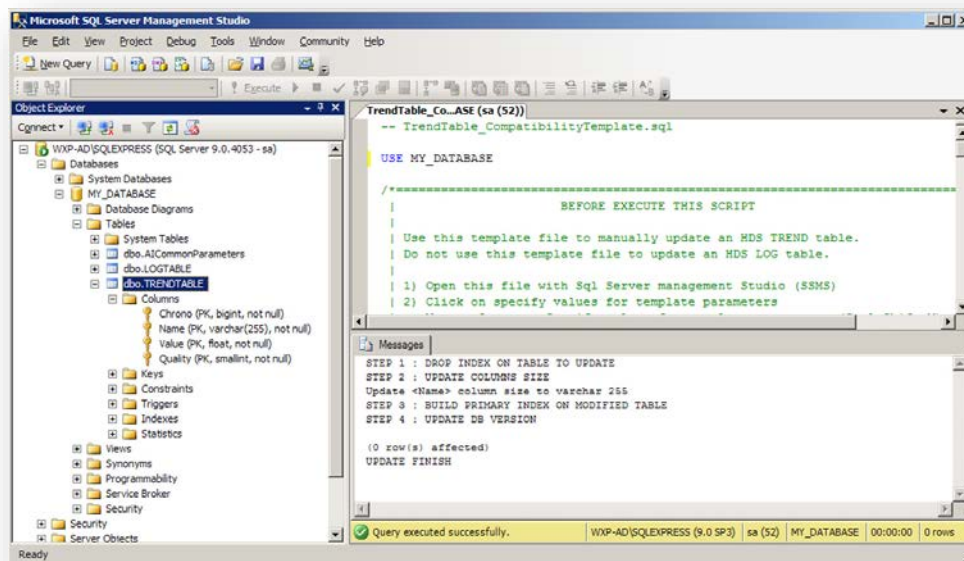 Microsoft SQL Server Management Studio
File Edit View Project Debug Tools Window Community Help
New Query
Execute
Object Explorer
Connect
WXP-AD\SQLEXPRESS (SQL Server 9.0.4053 - sa)
Databases
System Databases
MY_DATABASE
Database Diagrams
Tables
System Tables
dbo.AICommonParameters
dbo.LOGTABLE
dbo.TRENDTABLE
Columns
Chrono (PK, bigint, not null)
Name (PK, varchar(255), not null)
Value (PK, float, not null)
Quality (PK, smallint, not null)
Keys
Constraints
Triggers
Indexes
Statistics
Views
Synonyms
Programmability
Service Broker
Security
Security
Server Objects
TrendTable_Co...ASE (sa (52))
-- TrendTable_CompatibilityTemplate.sql
USE MY_DATABASE
/*==============================================================================
| BEFORE EXECUTE THIS SCRIPT
|
| Use this template file to manually update an HDS TREND table.
| Do not use this template file to update an HDS LOG table.
|
| 1) Open this file with Sql Server management Studio (SSMS)
| 2) Click on specify values for template parameters
Messages
STEP 1 : DROP INDEX ON TABLE TO UPDATE
STEP 2 : UPDATE COLUMNS SIZE
Update <Name> column size to varchar 255
STEP 3 : BUILD PRIMARY INDEX ON MODIFIED TABLE
STEP 4 : UPDATE DB VERSION
(0 row(s) affected)
UPDATE FINISH
Query executed successfully. WXP-AD\SQLEXPRESS (9.0 SP3) sa (52) MY_DATABASE 00:00:00 0 rows
Ready